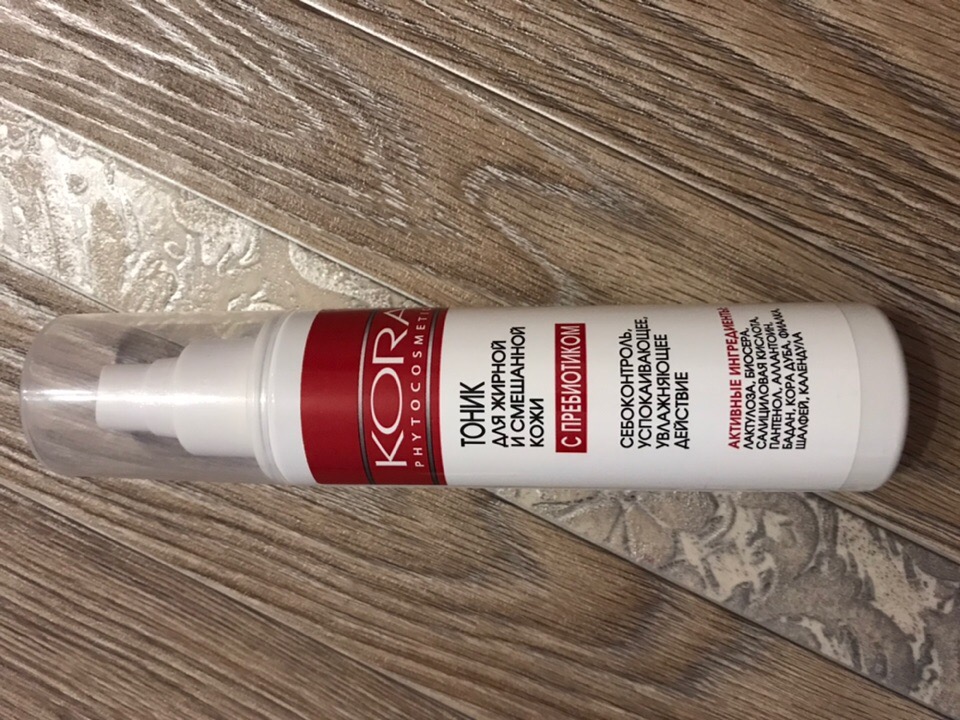 KORA
PHYTOCOSMETI
ТОНИК
ДЛЯ ЖИРНОЙ
И СМЕШАННОЙ
КОЖИ
С ПРЕБИОТИКОМ
СЕБОКОНТРОЛЬ,
УСПОКАИВАЮЩЕЕ,
УВЛАЖНЯЮЩЕЕ
ДЕЙСТВИЕ
АКТИВНЫЕ ИНГРЕДИЕНТЫ
ЛАКТУЛОЗА, БИОСЕРА,
САЛИЦИЛОВАЯ КИСЛОТА,
ПАНТЕНОЛ, АЛЛАНТОИН,
БАДАН, КОРА ДУБА, ФИАЛКА
ШАЛФЕЙ, КАЛЕНДУЛА